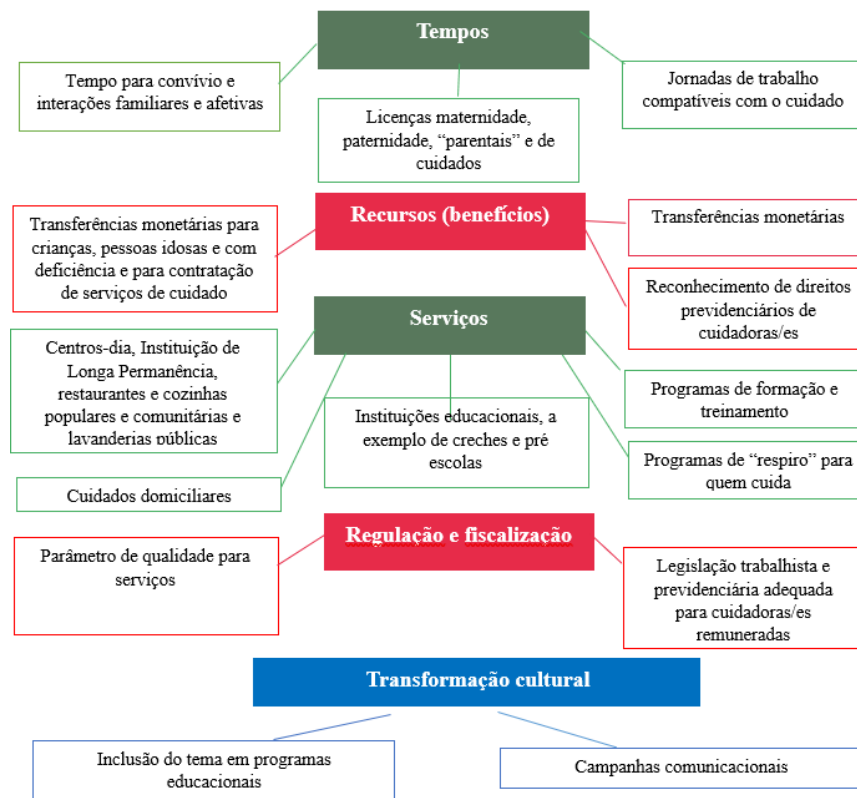 Tempos
Tempo para convívio e
interações familiares e afetivas
Licenças maternidade,
paternidade, “parentais” e de
cuidados
Jornadas de trabalho
compatíveis com o cuidado
Recursos (benefícios)
Transferências monetárias para
crianças, pessoas idosas e com
deficiência e para contratação
de serviços de cuidado
Transferências monetárias
Reconhecimento de direitos
previdenciários de
cuidadoras/es
Serviços
Centros-dia, Instituição de
Longa Permanência,
restaurantes e cozinhas
populares e comunitárias e
lavanderias públicas
Instituições educacionais, a
exemplo de creches e pré
escolas
Programas de formação e
treinamento
Programas de “respiro” para
quem cuida
Cuidados domiciliares
Regulação e fiscalização
Parâmetro de qualidade para
serviços
Legislação trabalhista e
previdenciária adequada
para cuidadoras/es
remuneradas
Transformação cultural
Inclusão do tema em programas
educacionais
Campanhas comunicacionais